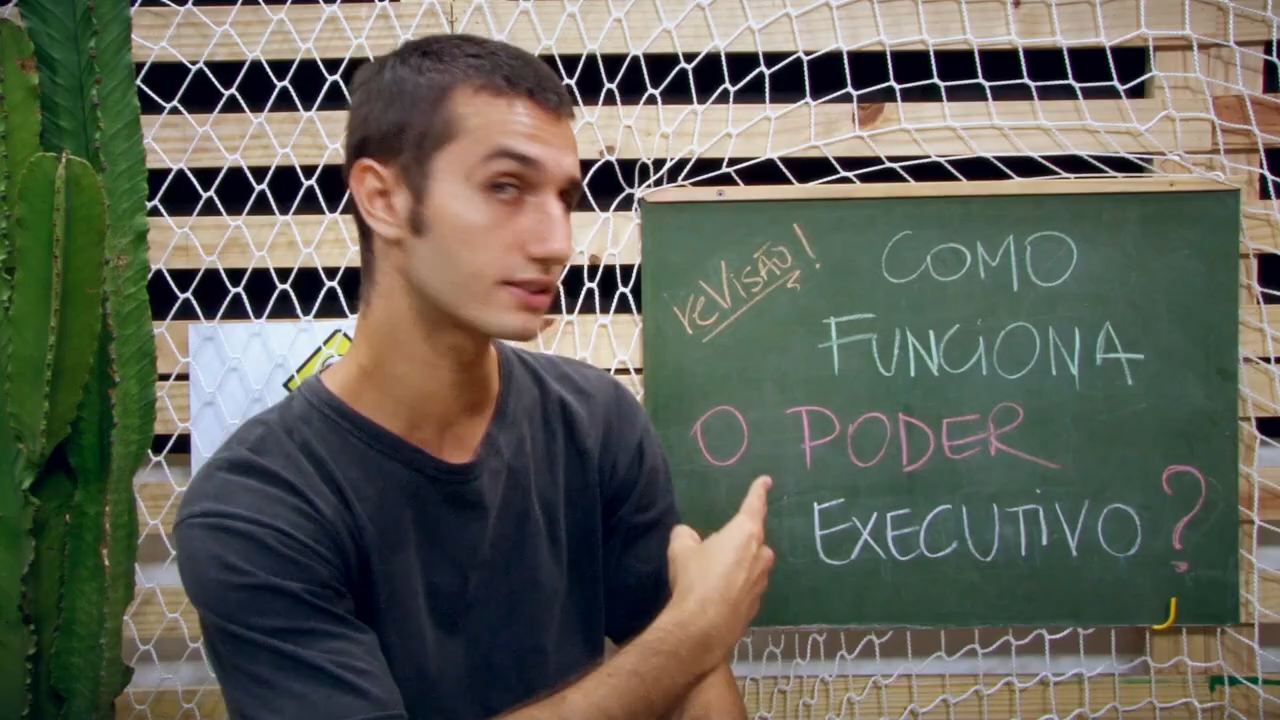 reVisÃO!
COMO
FUNCiONA
O PODER
EXECUTiVO?